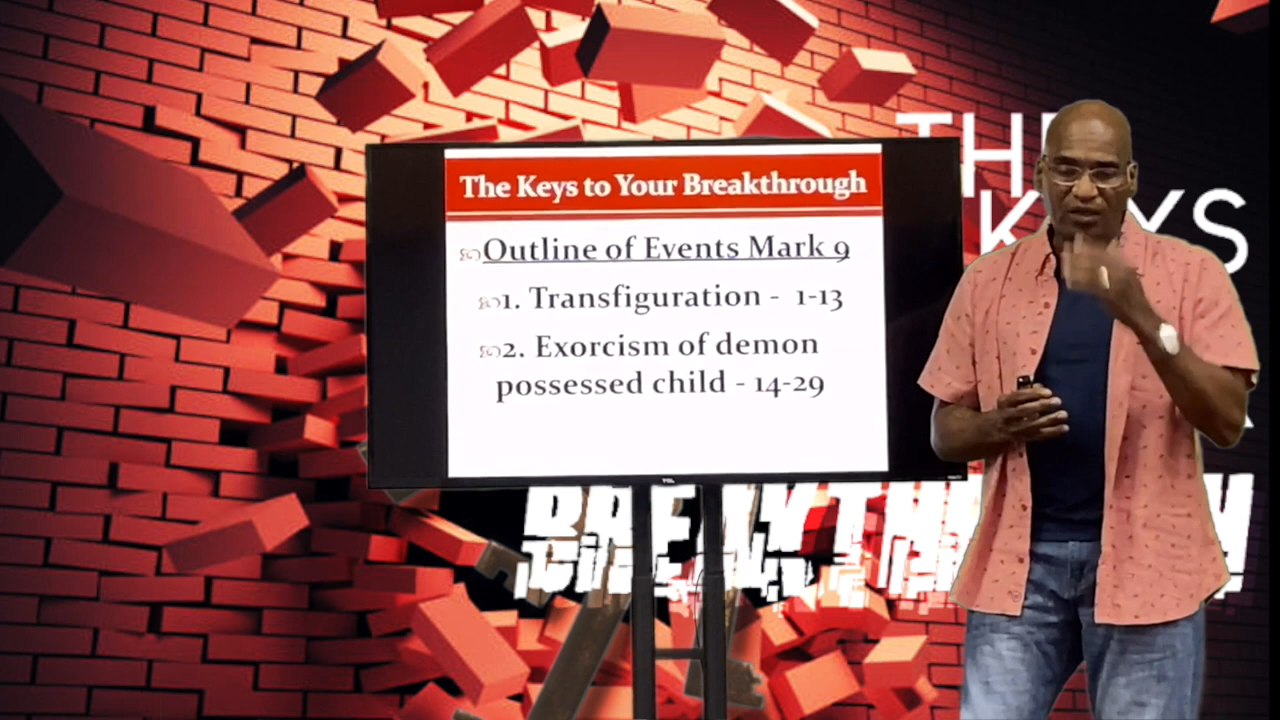 The Keys to Your Breakthrough
Outline of Events Mark 9
1. Transfiguration - 1-13
2. Exorcism of demon
possessed child - 14-29
TCL